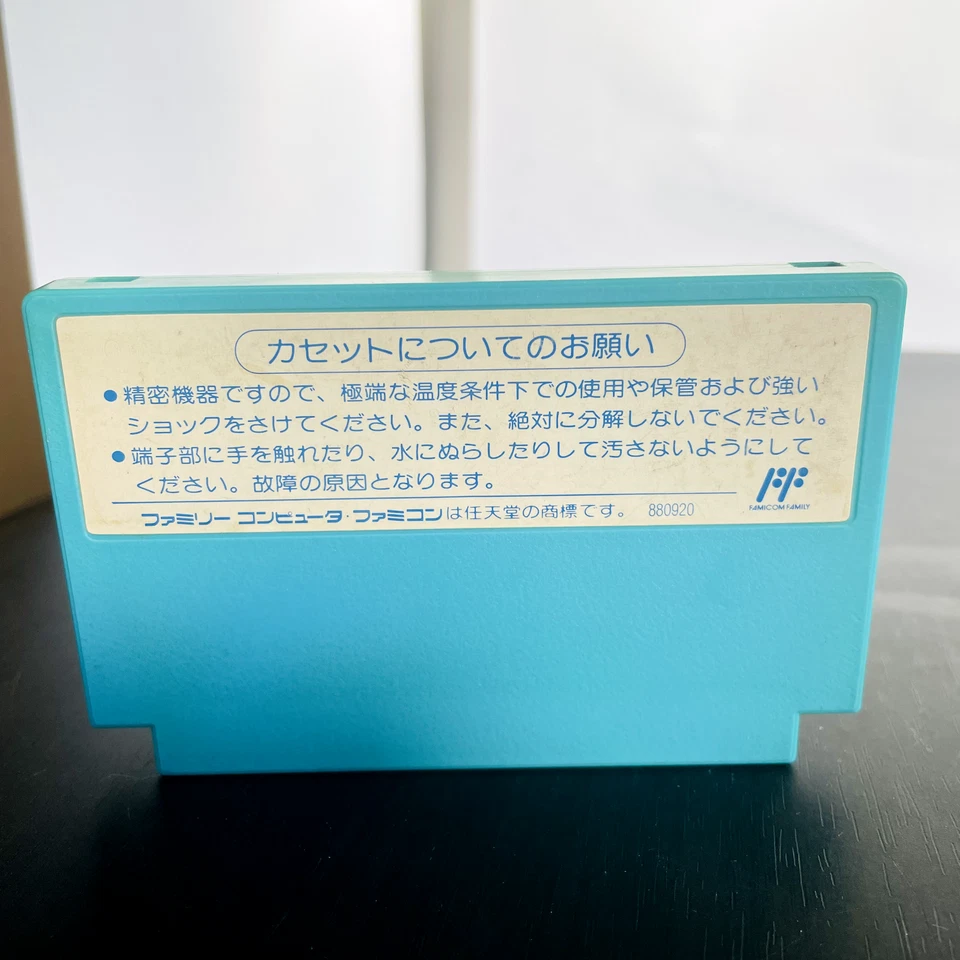 カセットについてのお願い
●精密機器ですので、極端な温度条件下での使用や保管および強い
ショックをさけてください。また、絶対に分解しないでください。
●端子部に手を触れたり、水にぬらしたりして汚さないようにして
ください。故障の原因となります。
ファミリーコンピュータ・ファミコンは任天堂の商標です。 880920
FF
FAMICOM FAMILY